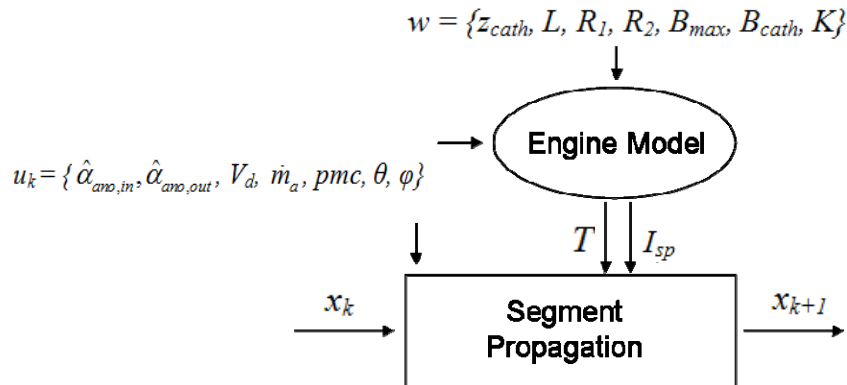 w = {z_cath, L, R_1, R_2, B_max, B_cath, K}
Engine Model
u_k = { α̂_ano,in, α̂_ano,out, V_d, ṁ_a, pmc, θ, φ}
T I_sp
x_k
Segment
Propagation
x_k+1